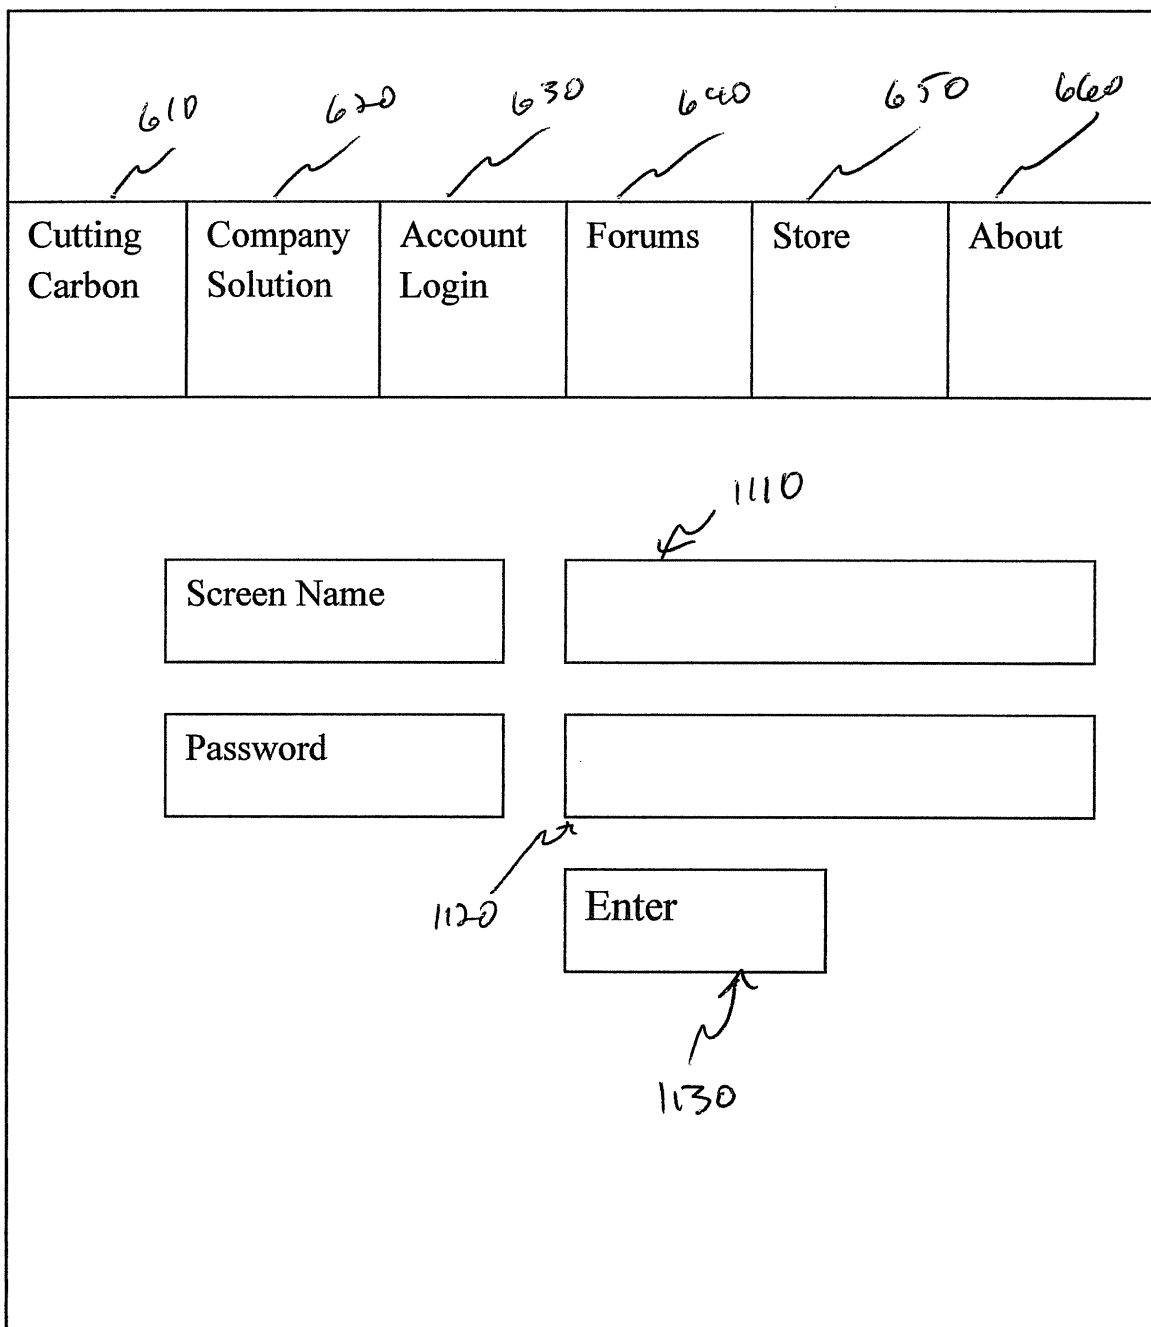 610 620 630 640 650 660
Cutting Company Account Forums Store About
Carbon Solution Login
1110
Screen Name
Password
1120
Enter
1130